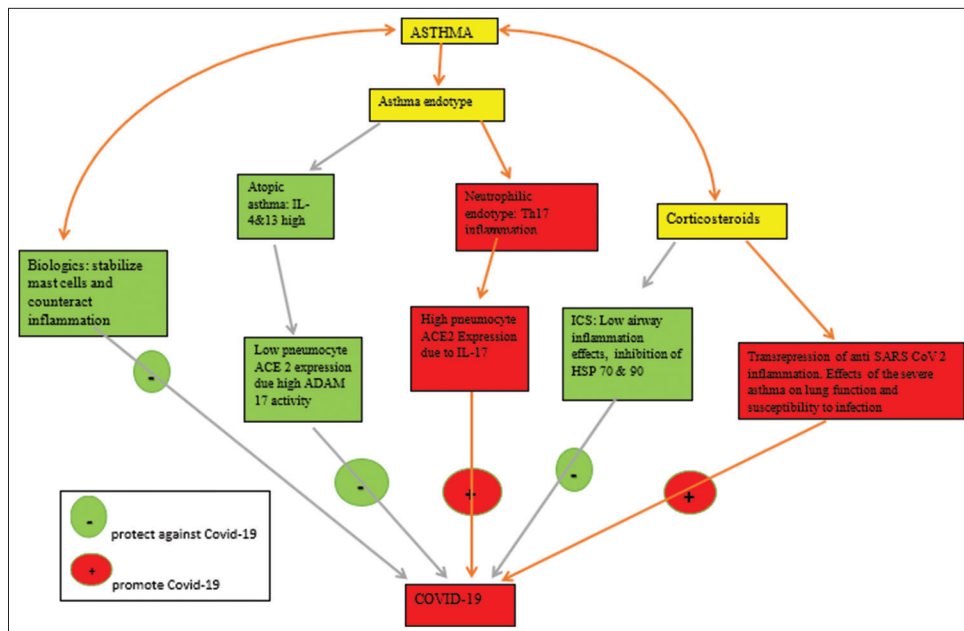 ASTHMA
Asthma endotype
Atopic
asthma: IL-
4&13 high
Neutrophilic
endotype: Th17
inflammation
Corticosteroids
Biologics: stabilize
mast cells and
counteract
inflammation
Low pneumocyte
ACE 2 expression
due high ADAM
17 activity
High pneumocyte
ACE2 Expression
due to IL-17
ICS: Low airway
inflammation
effects, inhibition of
HSP 70 & 90
Transrepression of anti SARS CoV 2
inflammation. Effects of the severe
asthma on lung function and
susceptibility to infection
-
-
+
-
+
- protect against Covid-19
+ promote Covid-19
COVID-19